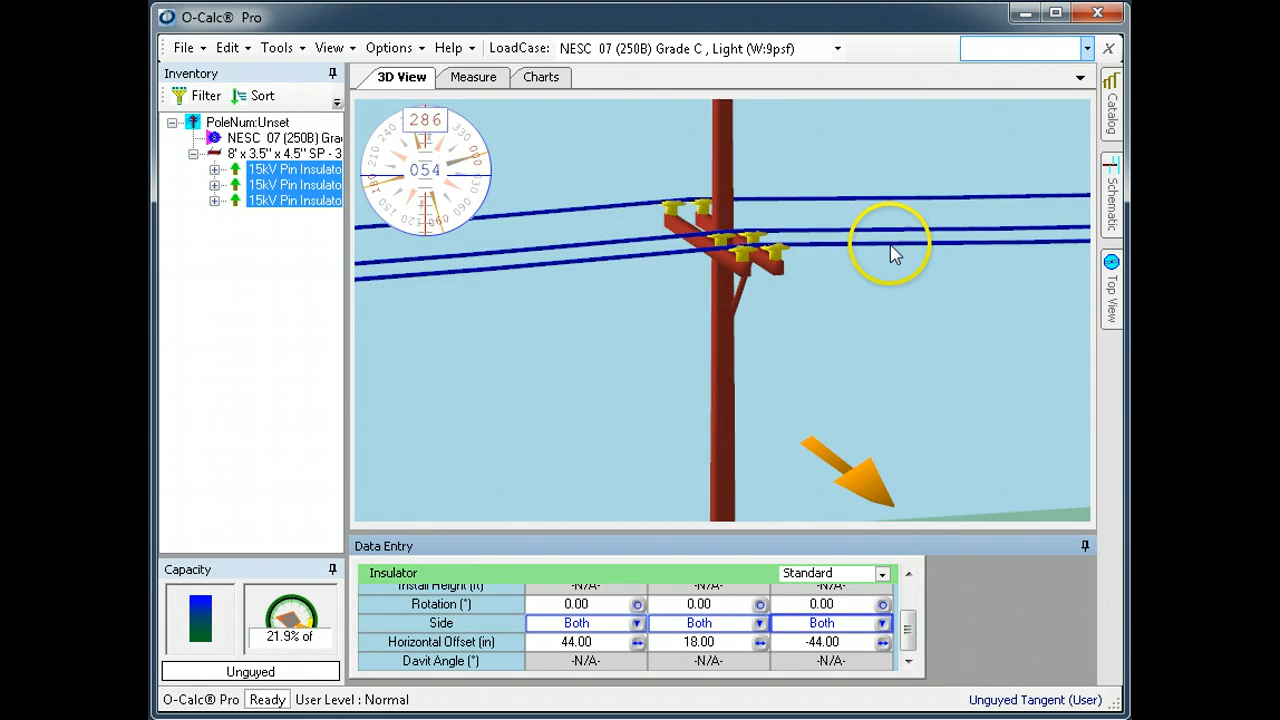 O-Calc® Pro
File Edit Tools View Options Help LoadCase: NESC 07 (250B) Grade C , Light (W:9psf)
Inventory
3D View Measure Charts
Filter Sort
PoleNum:Unset
NESC 07 (250B) Gra
8' x 3.5" x 4.5" SP - 3
15kV Pin Insulato
15kV Pin Insulato
15kV Pin Insulato
286
054
Catalog
Schematic
Top View
Data Entry
Capacity
Insulator Standard
Install Height (ft) -N/A- -N/A- -N/A-
Rotation (°) 0.00 0.00 0.00
Side Both Both Both
Horizontal Offset (in) 44.00 18.00 -44.00
Davit Angle (°) -N/A- -N/A- -N/A-
21.9% of
Unguyed
O-Calc® Pro Ready User Level : Normal Unguyed Tangent (User)